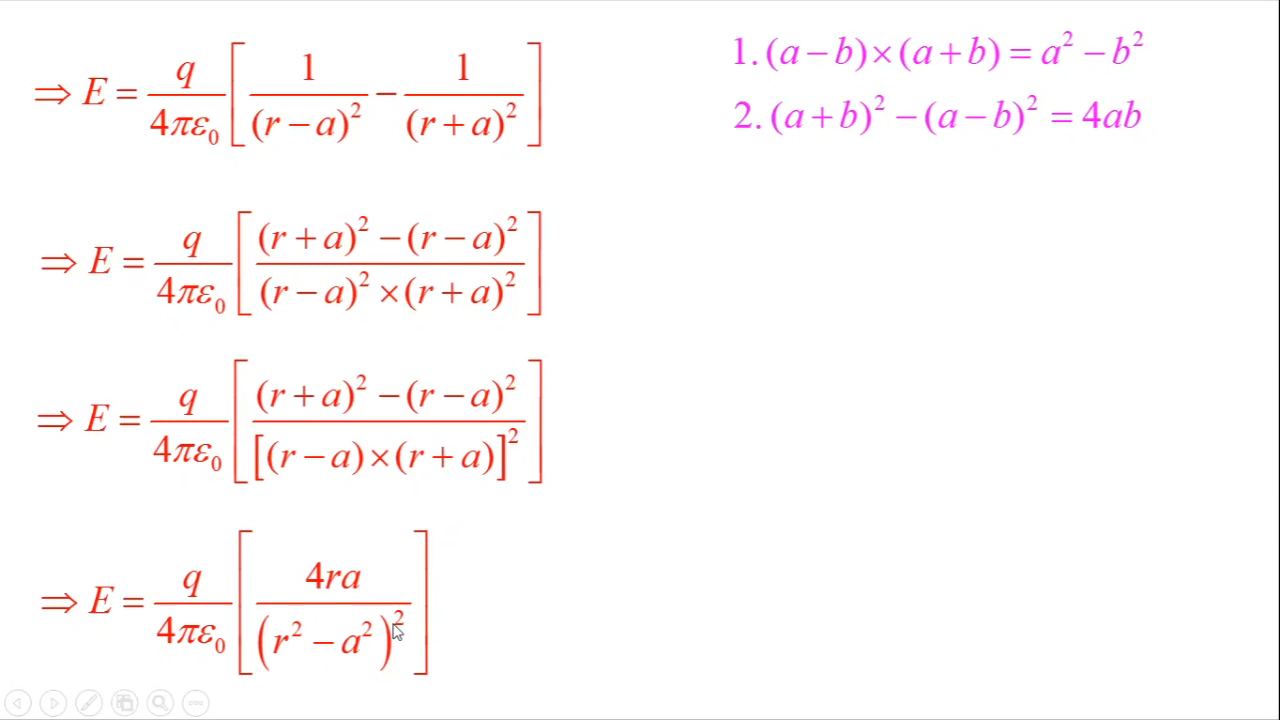 ⇒ E = q/4πε₀ [ 1/(r − a)² − 1/(r + a)² ]
⇒ E = q/4πε₀ [ ((r + a)² − (r − a)²)/((r − a)² × (r + a)²) ]
⇒ E = q/4πε₀ [ ((r + a)² − (r − a)²)/[(r − a) × (r + a)]² ]
⇒ E = q/4πε₀ [ 4ra/(r² − a²)² ]
1. (a − b) × (a + b) = a² − b²
2. (a + b)² − (a − b)² = 4ab